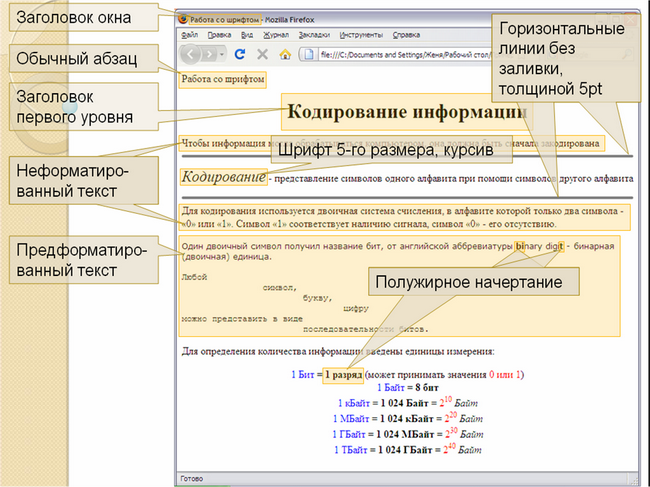 Заголовок окна
Обычный абзац
Заголовок
первого уровня
Неформатиро-
ванный текст
Предформатиро-
ванный текст
Горизонтальные
линии без
заливки,
толщиной 5pt
Шрифт 5-го размера, курсив
Полужирное начертание
Работа со шрифтом - Mozilla Firefox
Файл Правка Вид Журнал Закладки Инструменты Справка
file:///C:/Documents and Settings/Женя/Рабочий стол/
Работа со шрифтом
Кодирование информации
Чтобы информация должна быть сначала закодирована
Кодирование - представление символов одного алфавита при помощи символов другого алфавита
Для кодирования используется двоичная система счисления, в алфавите которой только два символа -
«0» или «1». Символ «1» соответствует наличию сигнала, символ «0» - его отсутствию.
Один двоичный символ получил название бит, от английской аббревиатуры binary digit - бинарная
(двоичная) единица.
Любой
символ,
букву,
цифру
можно представить в виде
последовательности битов.
Для определения количества информации введены единицы измерения:
1 Бит = 1 разряд (может принимать значения 0 или 1)
1 Байт = 8 бит
1 кБайт = 1 024 Байт = 2^10 Байт
1 МБайт = 1 024 кБайт = 2^20 Байт
1 ГБайт = 1 024 МБайт = 2^30 Байт
1 ТБайт = 1 024 ГБайт = 2^40 Байт
Готово